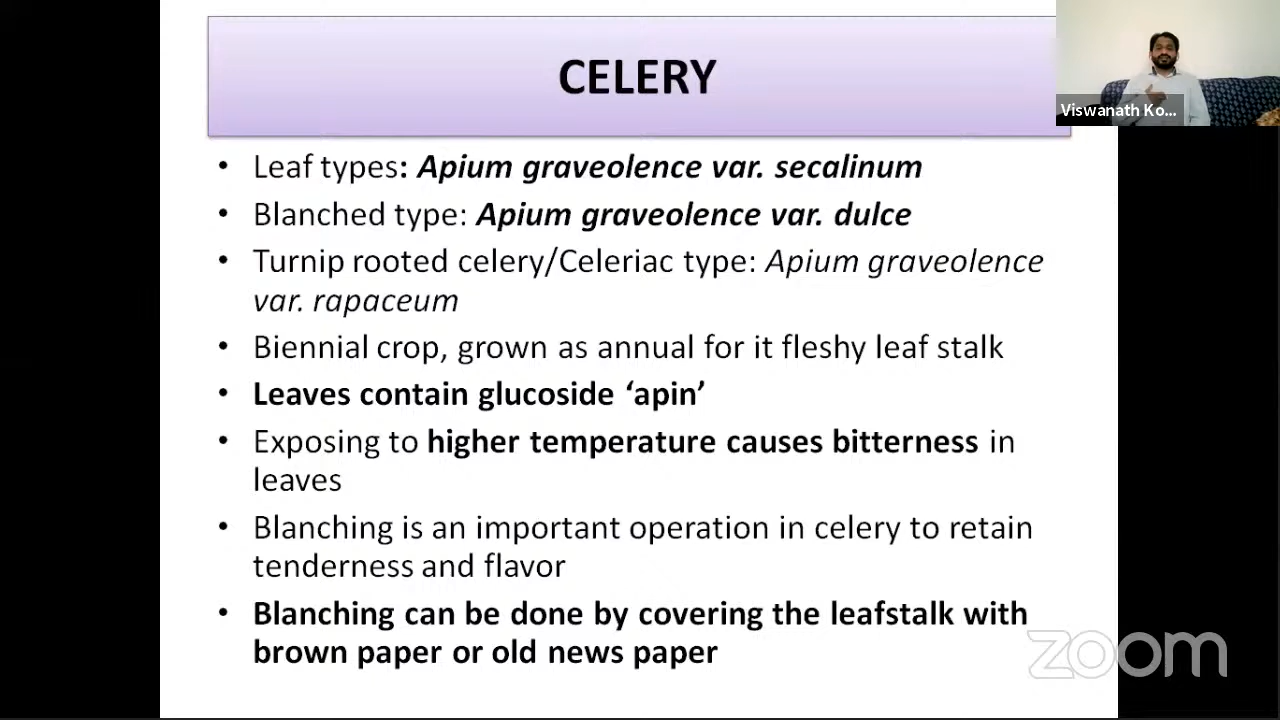 CELERY
Viswanath Ko...
• Leaf types: Apium graveolence var. secalinum
• Blanched type: Apium graveolence var. dulce
• Turnip rooted celery/Celeriac type: Apium graveolence
var. rapaceum
• Biennial crop, grown as annual for it fleshy leaf stalk
• Leaves contain glucoside ‘apin’
• Exposing to higher temperature causes bitterness in
leaves
• Blanching is an important operation in celery to retain
tenderness and flavor
• Blanching can be done by covering the leafstalk with
brown paper or old news paper
zoom